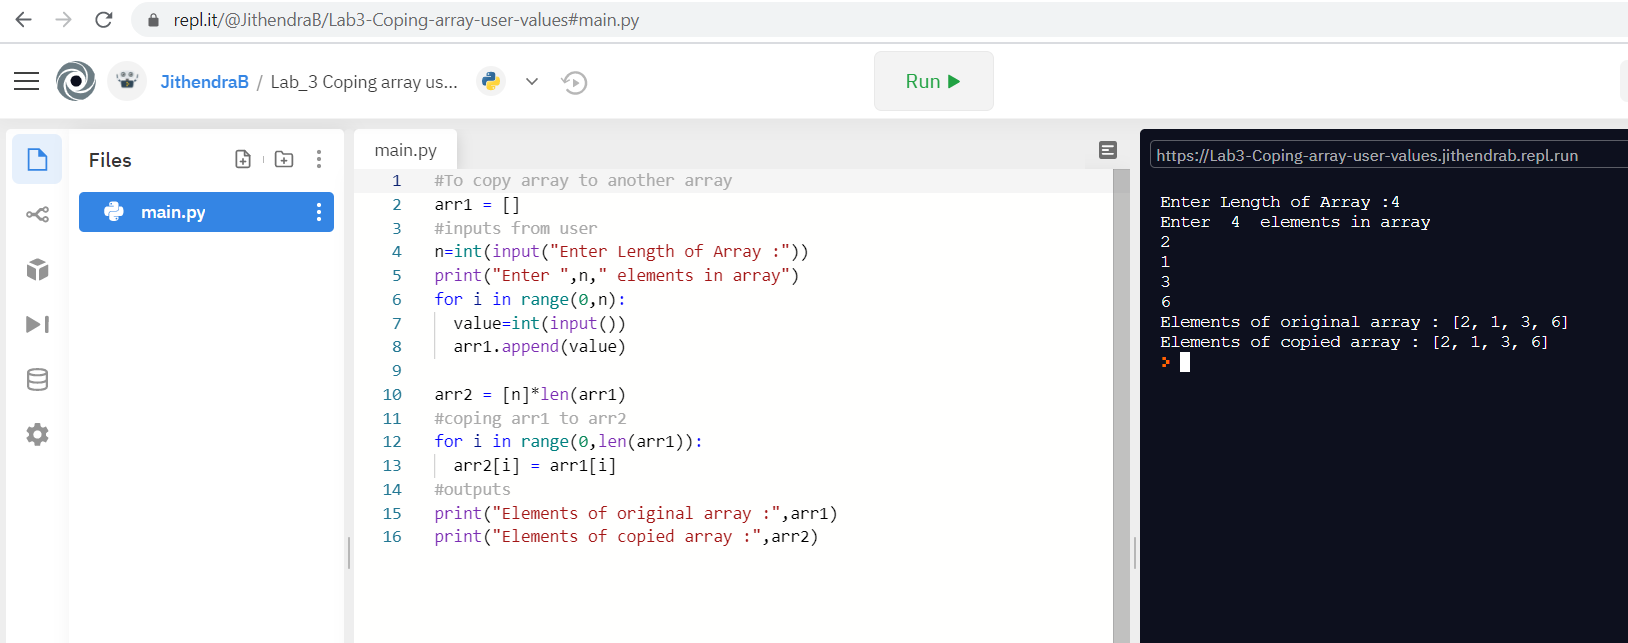 repl.it/@JithendraB/Lab3-Coping-array-user-values#main.py
JithendraB / Lab_3 Coping array us...
Run
Files
main.py
main.py
1 #To copy array to another array
2 arr1 = []
3 #inputs from user
4 n=int(input("Enter Length of Array :"))
5 print("Enter ",n," elements in array")
6 for i in range(0,n):
7   value=int(input())
8   arr1.append(value)
9
10 arr2 = [n]*len(arr1)
11 #coping arr1 to arr2
12 for i in range(0,len(arr1)):
13   arr2[i] = arr1[i]
14 #outputs
15 print("Elements of original array :",arr1)
16 print("Elements of copied array :",arr2)
https://Lab3-Coping-array-user-values.jithendrab.repl.run
Enter Length of Array :4
Enter  4  elements in array
2
1
3
6
Elements of original array : [2, 1, 3, 6]
Elements of copied array : [2, 1, 3, 6]